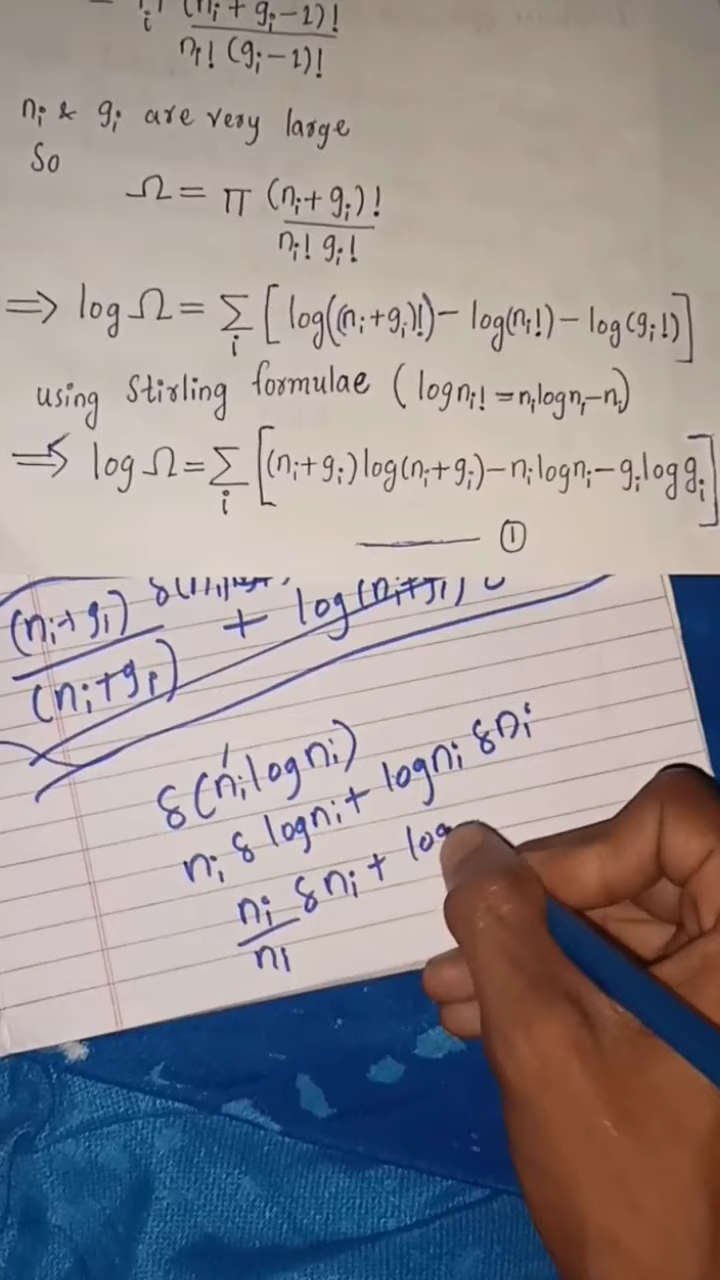 (nᵢ + gᵢ-1)!
nᵢ! (gᵢ-1)!
nᵢ & gᵢ are very large
So
Ω = π (nᵢ + gᵢ)! / nᵢ! gᵢ!
⟹ log Ω = Σᵢ [log((nᵢ+gᵢ)!) - log(nᵢ!) - log(gᵢ!)]
using Stirling formulae (log nᵢ! = nᵢ log nᵢ - nᵢ)
⟹ log Ω = Σᵢ [(nᵢ+gᵢ) log(nᵢ+gᵢ) - nᵢ log nᵢ - gᵢ log gᵢ]
①
(nᵢ+gᵢ) / (nᵢ+gᵢ) + log(nᵢ+gᵢ)
δ(nᵢ log nᵢ)
nᵢ δ log nᵢ + log nᵢ δnᵢ
nᵢ / nᵢ δnᵢ + log